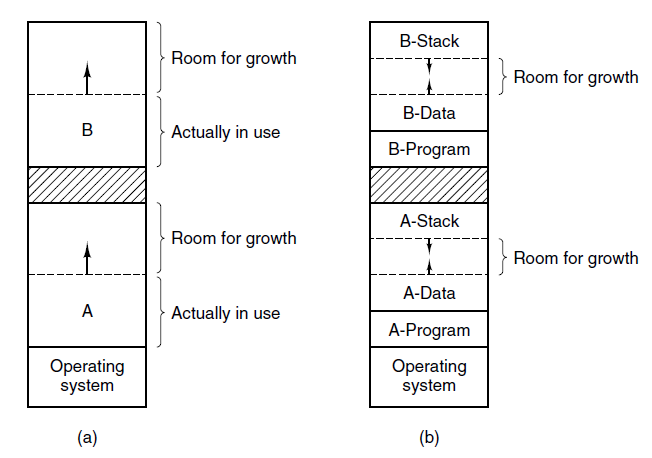 Room for growth
B
Actually in use
Room for growth
A
Actually in use
Operating
system
(a)
B-Stack
Room for growth
B-Data
B-Program
A-Stack
Room for growth
A-Data
A-Program
Operating
system
(b)